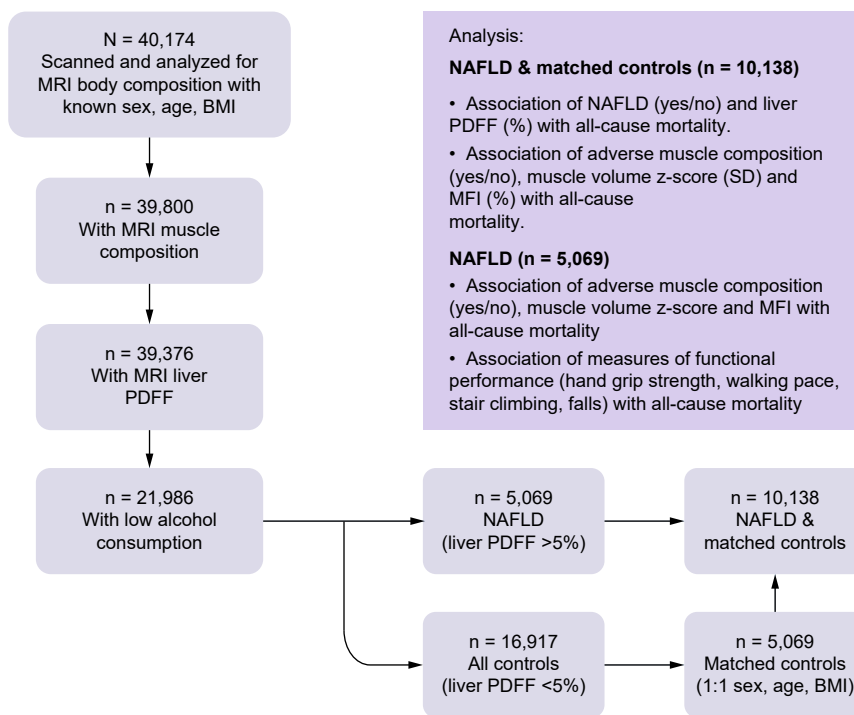 N = 40,174
Scanned and analyzed for
MRI body composition with
known sex, age, BMI
n = 39,800
With MRI muscle
composition
n = 39,376
With MRI liver
PDFF
n = 21,986
With low alcohol
consumption
Analysis:
NAFLD & matched controls (n = 10,138)
• Association of NAFLD (yes/no) and liver
PDFF (%) with all-cause mortality.
• Association of adverse muscle composition
(yes/no), muscle volume z-score (SD) and
MFI (%) with all-cause
mortality.
NAFLD (n = 5,069)
• Association of adverse muscle composition
(yes/no), muscle volume z-score and MFI with
all-cause mortality
• Association of measures of functional
performance (hand grip strength, walking pace,
stair climbing, falls) with all-cause mortality
n = 5,069
NAFLD
(liver PDFF >5%)
n = 10,138
NAFLD &
matched controls
n = 16,917
All controls
(liver PDFF <5%)
n = 5,069
Matched controls
(1:1 sex, age, BMI)